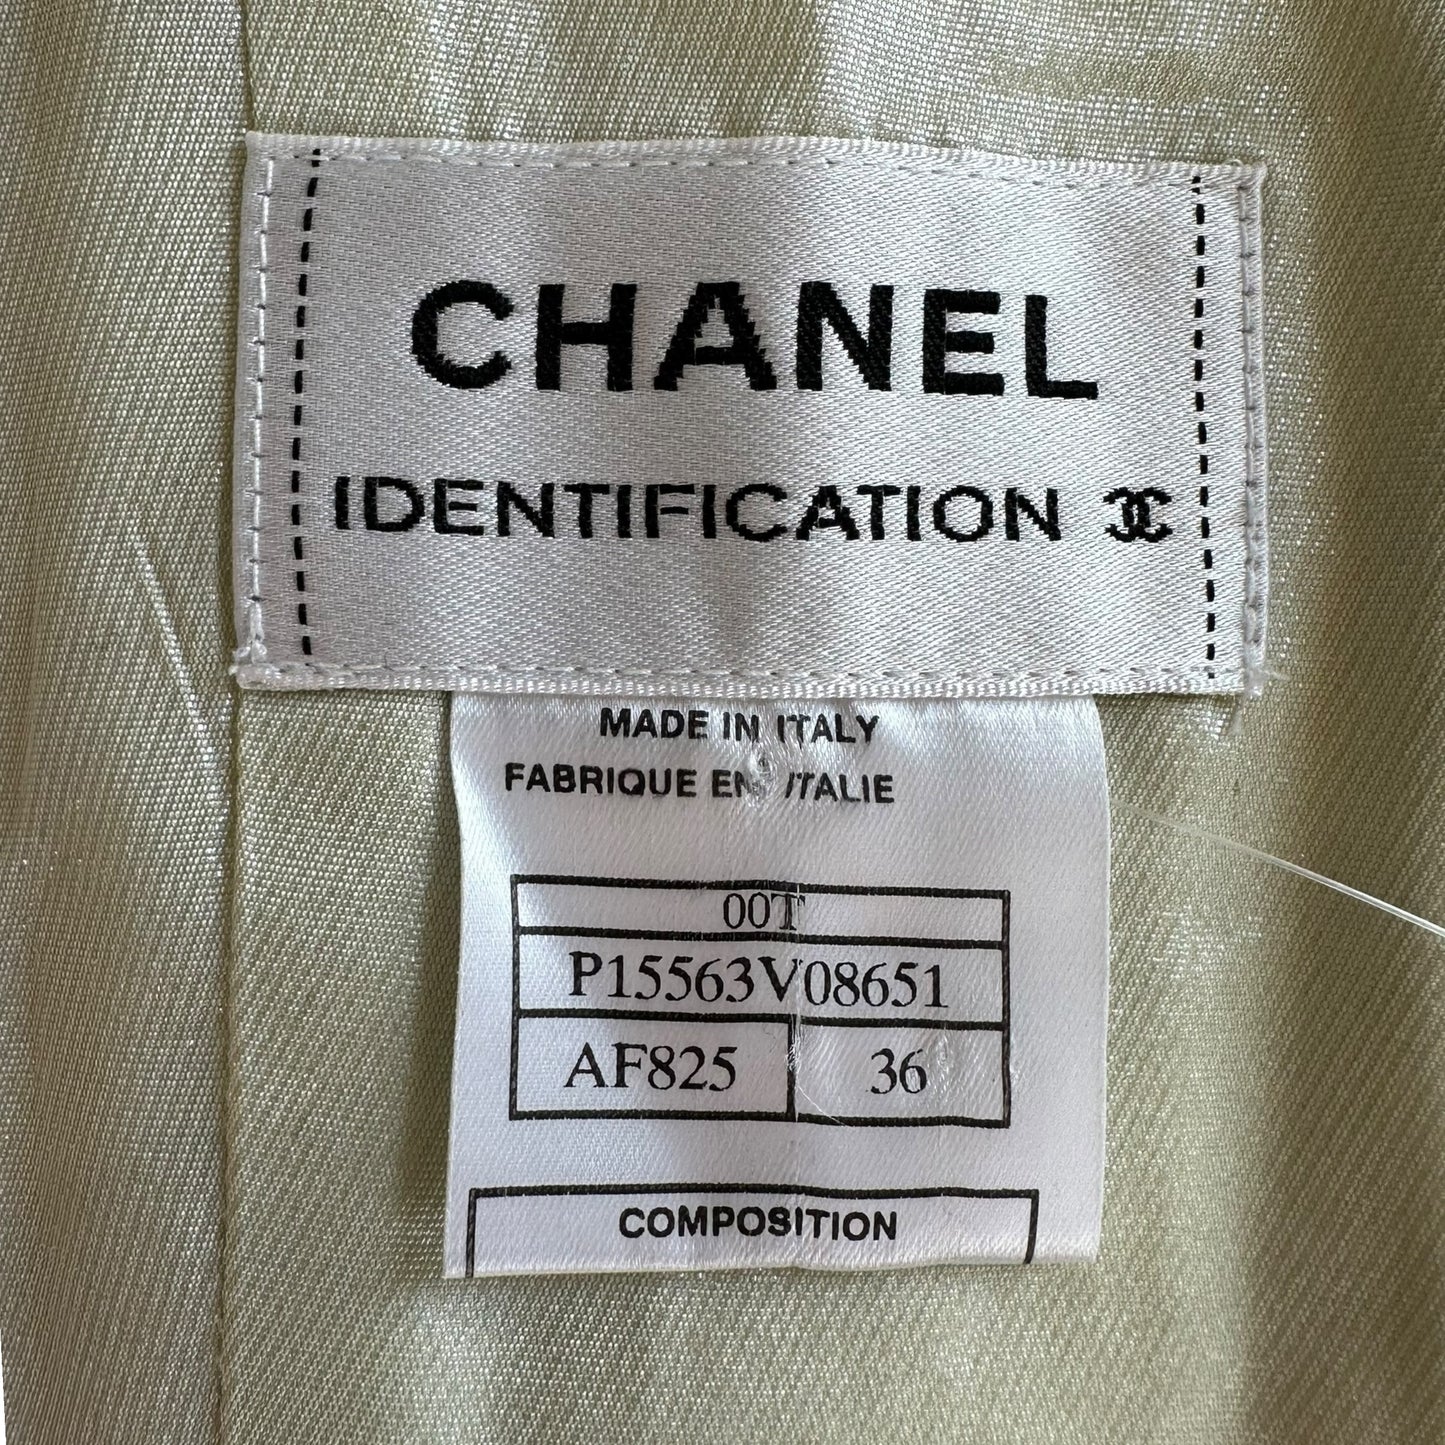 CHANEL
IDENTIFICATION
MADE IN ITALY
FABRIQUE EN ITALIE
00T
P15563V08651
AF825 36
COMPOSITION